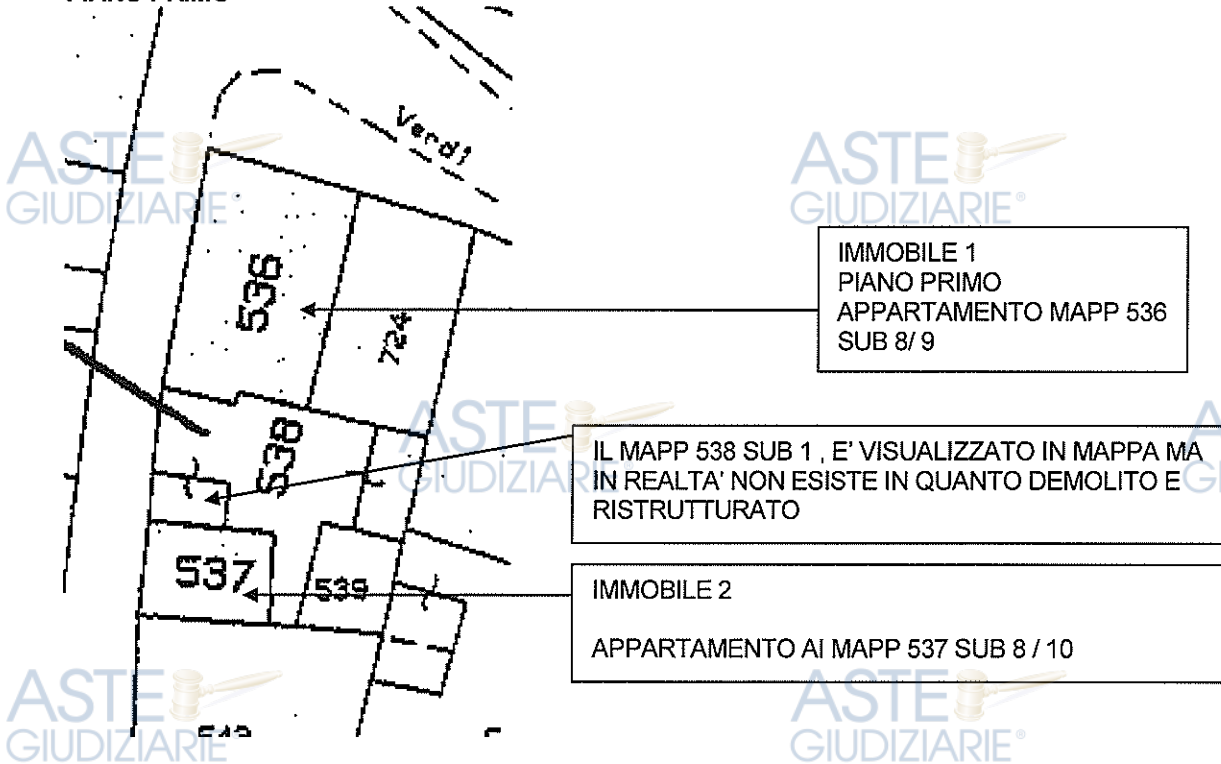 PIANO PRIMO
Verdi
ASTE
GIUDIZIARIE®
ASTE
GIUDIZIARIE®
536
724
IMMOBILE 1
PIANO PRIMO
APPARTAMENTO MAPP 536
SUB 8/ 9
538
ASTE
GIUDIZIARIE
IL MAPP 538 SUB 1 , E' VISUALIZZATO IN MAPPA MA
IN REALTA' NON ESISTE IN QUANTO DEMOLITO E
RISTRUTTURATO
537
539
IMMOBILE 2
APPARTAMENTO AI MAPP 537 SUB 8 / 10
ASTE
GIUDIZIARIE
ASTE
GIUDIZIARIE®